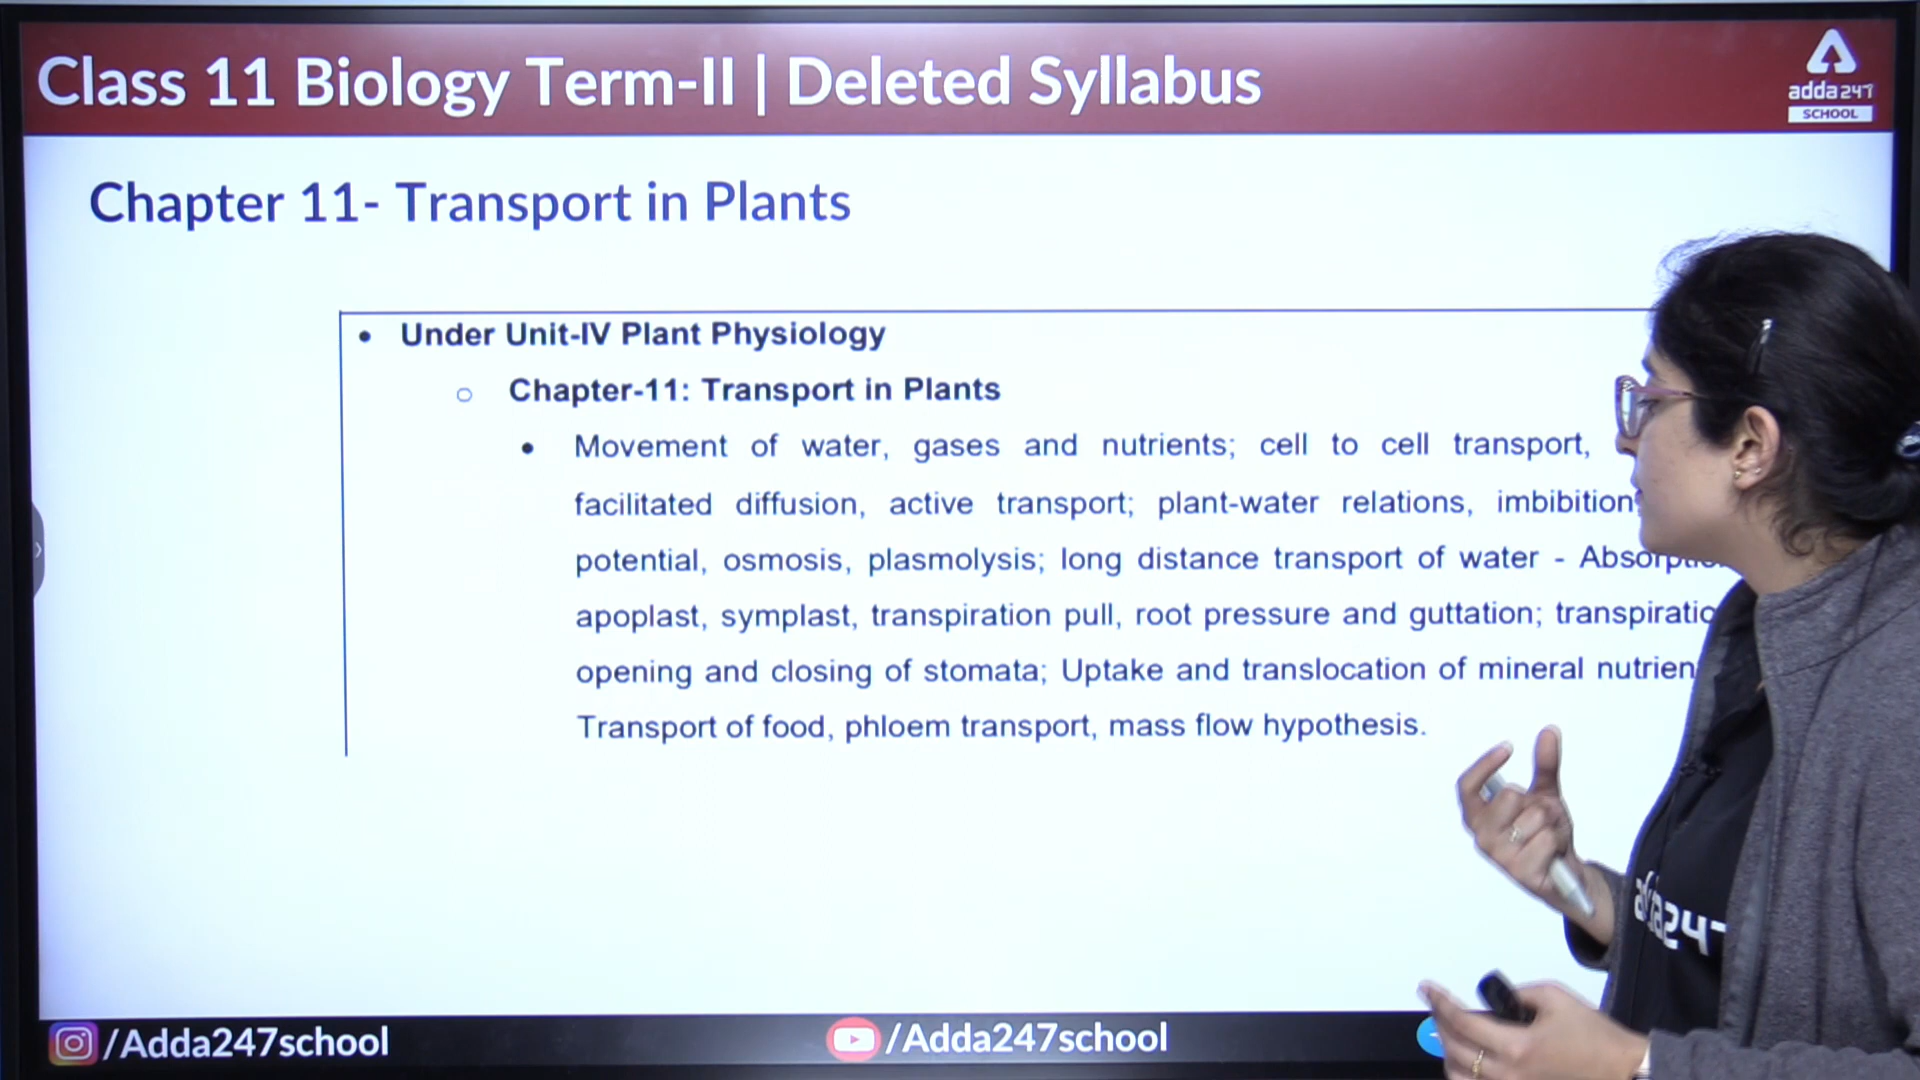 Class 11 Biology Term-II | Deleted Syllabus
adda247
SCHOOL
Chapter 11- Transport in Plants
• Under Unit-IV Plant Physiology
○ Chapter-11: Transport in Plants
• Movement of water, gases and nutrients; cell to cell transport,
facilitated diffusion, active transport; plant-water relations, imbibition
potential, osmosis, plasmolysis; long distance transport of water -
apoplast, symplast, transpiration pull, root pressure and guttation;
opening and closing of stomata; Uptake and translocation of mineral
Transport of food, phloem transport, mass flow hypothesis.
adda247
/Adda247school
/Adda247school